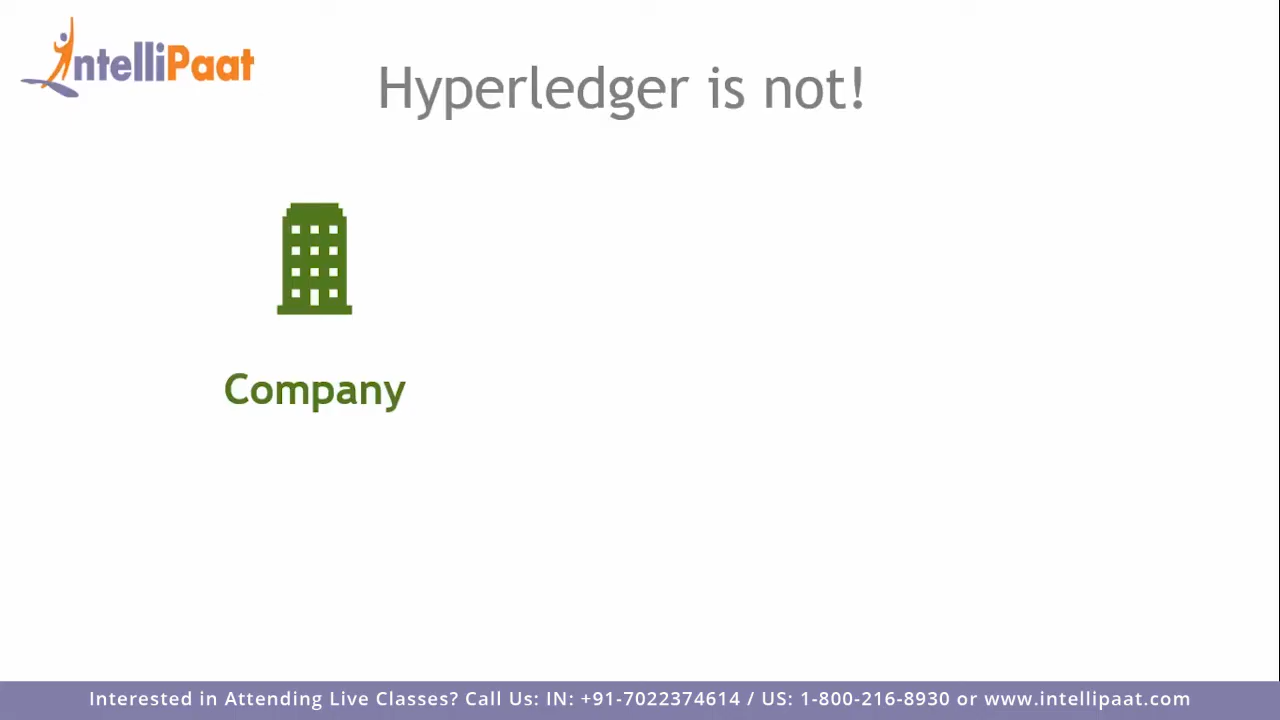 IntelliPaat
Hyperledger is not!
Company
Interested in Attending Live Classes? Call Us: IN: +91-7022374614 / US: 1-800-216-8930 or www.intellipaat.com